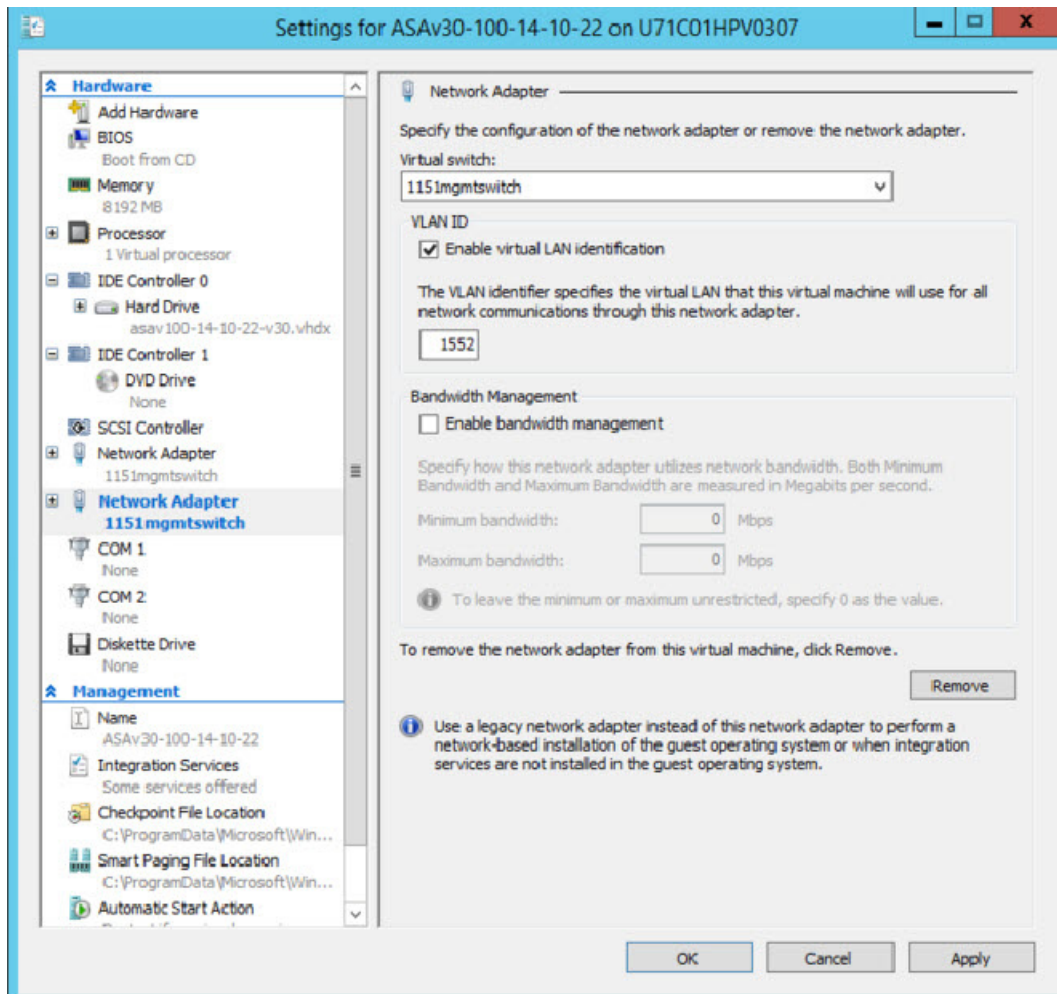 Settings for ASAv30-100-14-10-22 on U71C01HPV0307
Hardware
Add Hardware
BIOS
Boot from CD
Memory
8192 MB
Processor
1 Virtual processor
IDE Controller 0
Hard Drive
asav100-14-10-22-v30.vhdx
IDE Controller 1
DVD Drive
None
SCSI Controller
Network Adapter
1151mgmtswitch
Network Adapter
1151mgmtswitch
COM 1
None
COM 2
None
Diskette Drive
None
Management
Name
ASAv30-100-14-10-22
Integration Services
Some services offered
Checkpoint File Location
C:\ProgramData\Microsoft\Win...
Smart Paging File Location
C:\ProgramData\Microsoft\Win...
Automatic Start Action
Network Adapter
Specify the configuration of the network adapter or remove the network adapter.
Virtual switch:
1151mgmtswitch
VLAN ID
Enable virtual LAN identification
The VLAN identifier specifies the virtual LAN that this virtual machine will use for all
network communications through this network adapter.
1552
Bandwidth Management
Enable bandwidth management
Specify how this network adapter utilizes network bandwidth. Both Minimum
Bandwidth and Maximum Bandwidth are measured in Megabits per second.
Minimum bandwidth: 0 Mbps
Maximum bandwidth: 0 Mbps
To leave the minimum or maximum unrestricted, specify 0 as the value.
To remove the network adapter from this virtual machine, click Remove.
Remove
Use a legacy network adapter instead of this network adapter to perform a
network-based installation of the guest operating system or when integration
services are not installed in the guest operating system.
OK Cancel Apply